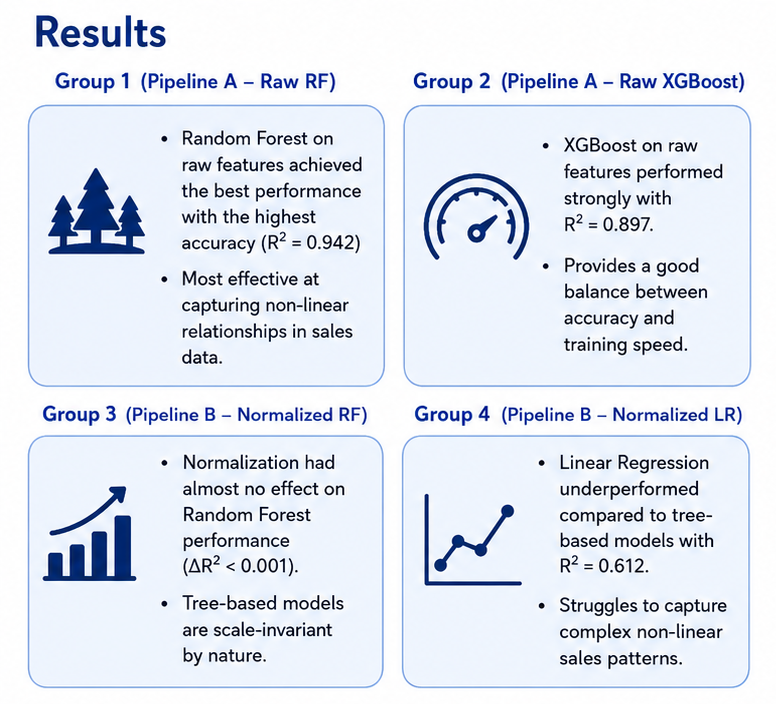 Results
Group 1 (Pipeline A – Raw RF)
• Random Forest on
raw features achieved
the best performance
with the highest
accuracy (R² = 0.942)
• Most effective at
capturing non-linear
relationships in sales
data.
Group 2 (Pipeline A – Raw XGBoost)
• XGBoost on raw
features performed
strongly with
R² = 0.897.
• Provides a good
balance between
accuracy and
training speed.
Group 3 (Pipeline B – Normalized RF)
• Normalization had
almost no effect on
Random Forest
performance
(ΔR² < 0.001).
• Tree-based models
are scale-invariant
by nature.
Group 4 (Pipeline B – Normalized LR)
• Linear Regression
underperformed
compared to tree-
based models with
R² = 0.612.
• Struggles to capture
complex non-linear
sales patterns.